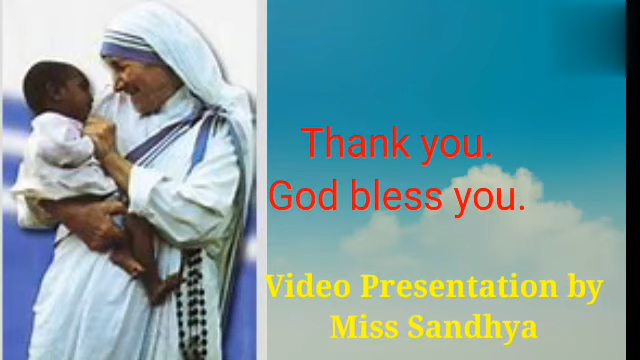 Thank you.
God bless you.
Video Presentation by
Miss Sandhya